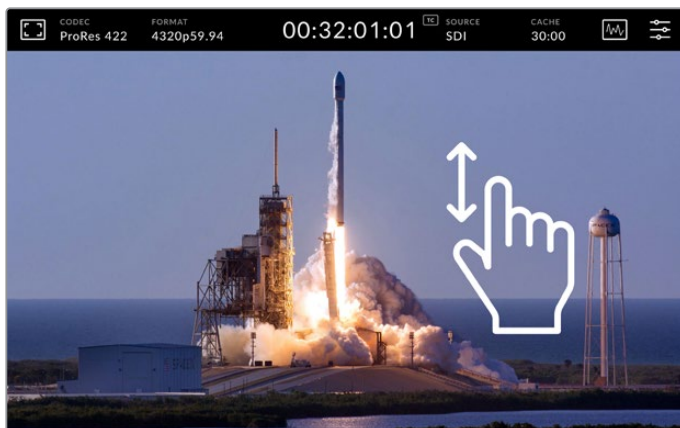 CODEC
ProRes 422
FORMAT
4320p59.94
00:32:01:01
TC
SOURCE
SDI
CACHE
30:00